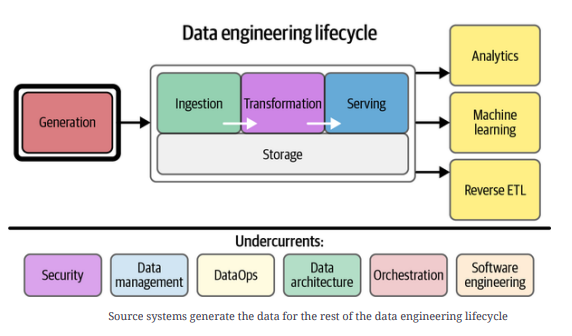 Data engineering lifecycle
Generation
Ingestion
Transformation
Serving
Storage
Analytics
Machine
learning
Reverse ETL
Undercurrents:
Security
Data
management
DataOps
Data
architecture
Orchestration
Software
engineering
Source systems generate the data for the rest of the data engineering lifecycle